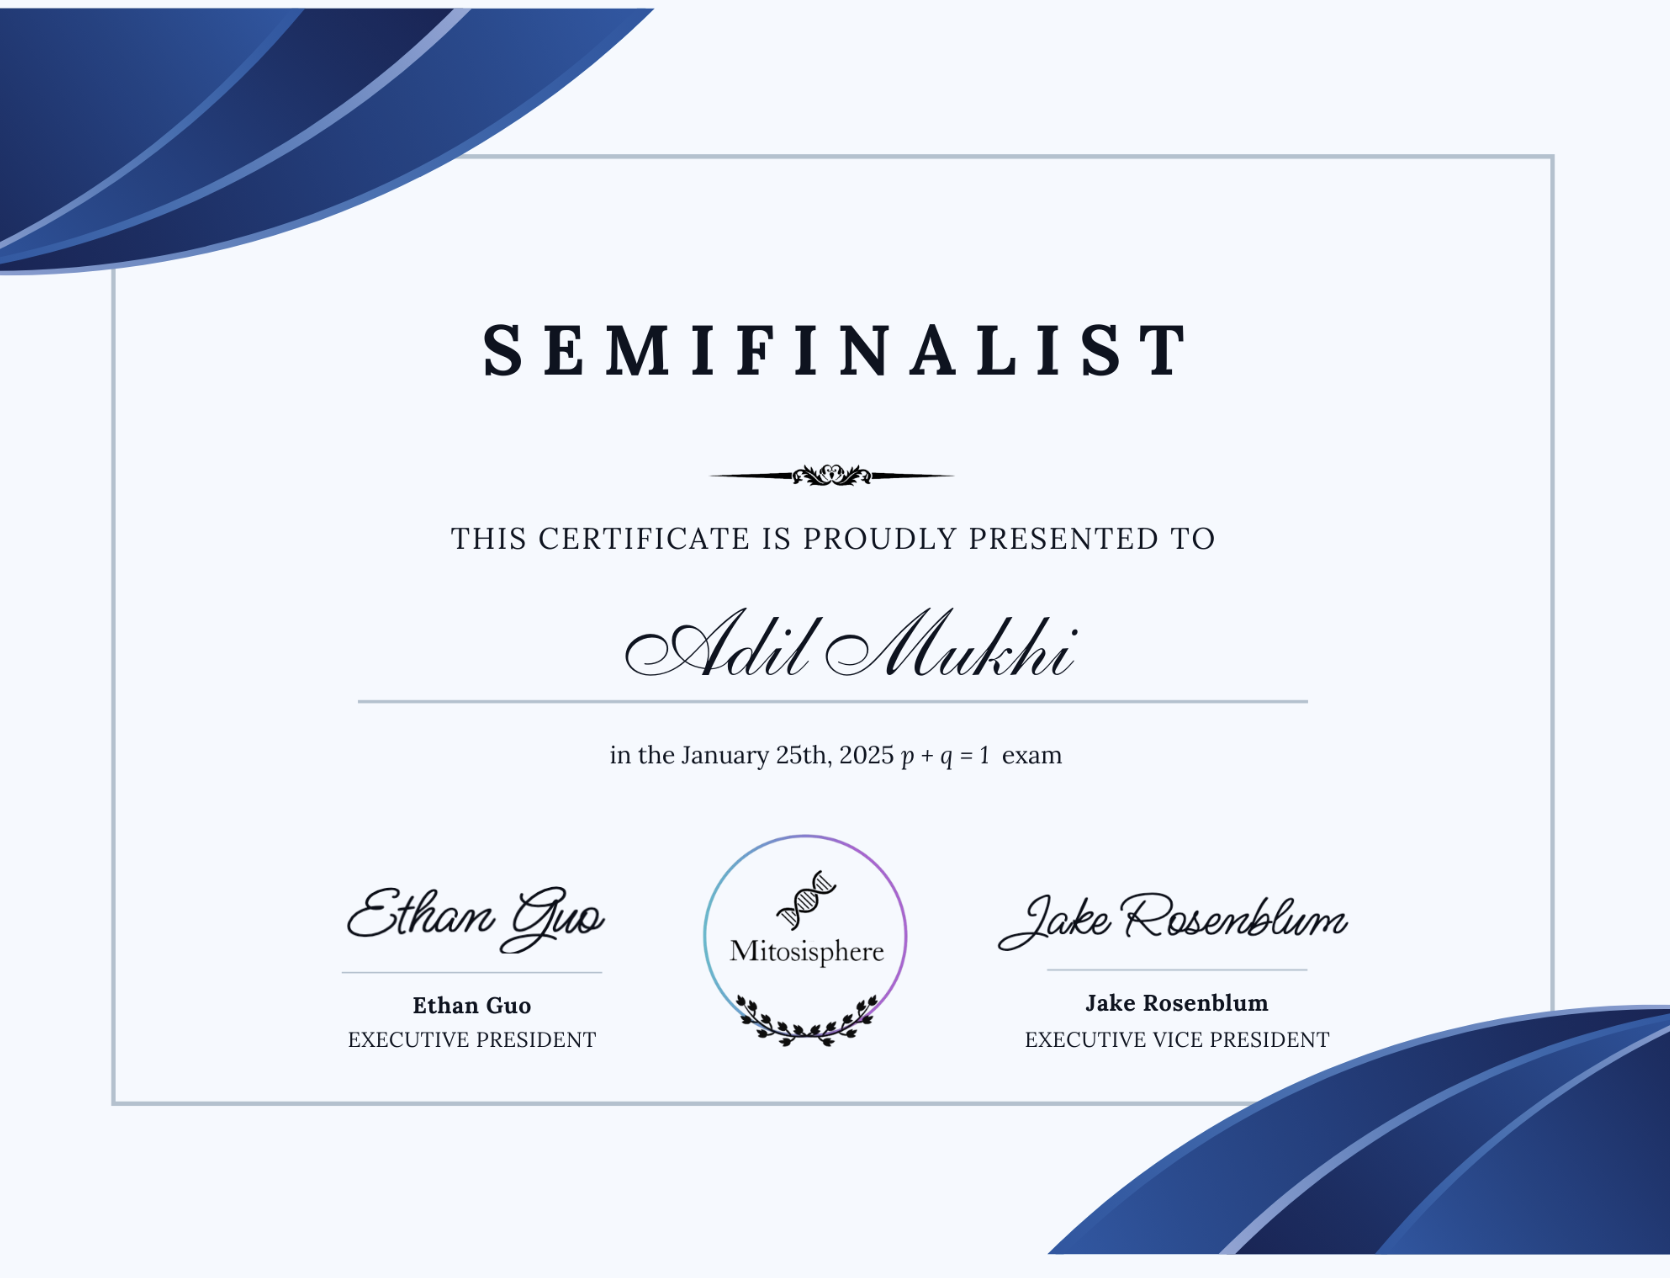 SEMIFINALIST
THIS CERTIFICATE IS PROUDLY PRESENTED TO
Adil Mukhi
in the January 25th, 2025 p + q = 1 exam
Ethan Guo
Mitosisphere
Jake Rosenblum
Ethan Guo
EXECUTIVE PRESIDENT
Jake Rosenblum
EXECUTIVE VICE PRESIDENT